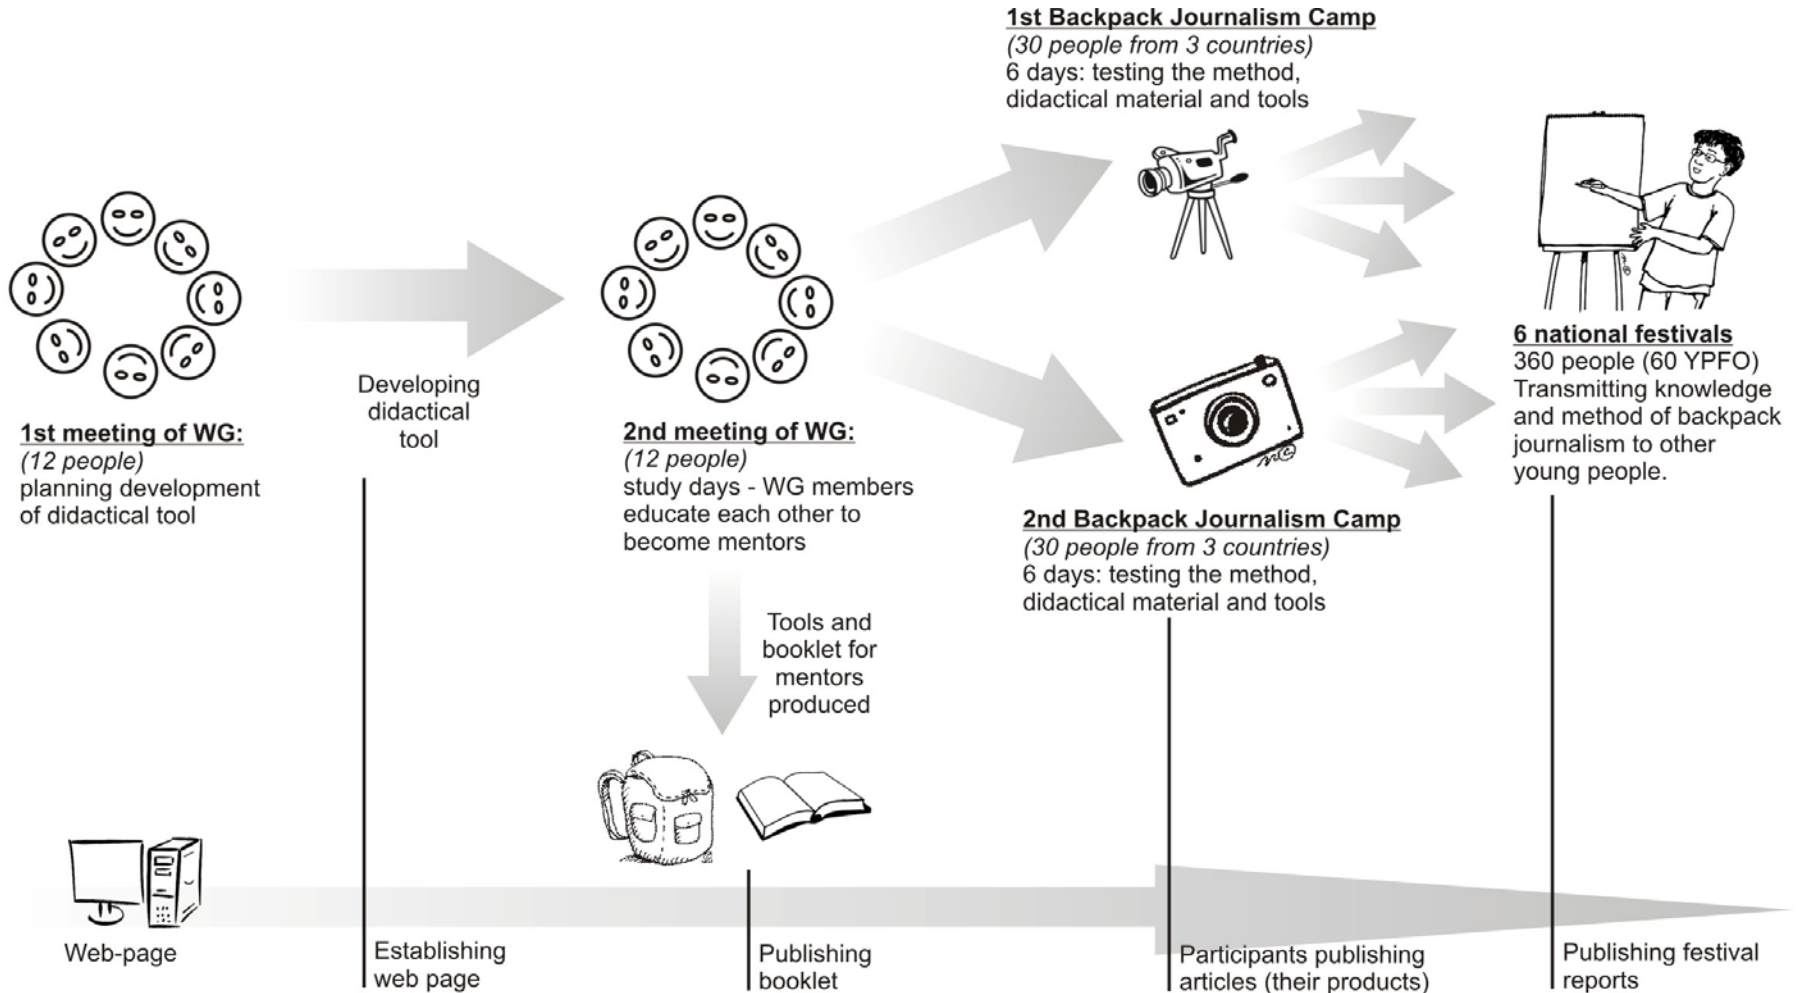 1st Backpack Journalism Camp
(30 people from 3 countries)
6 days: testing the method,
didactical material and tools
1st meeting of WG:
(12 people)
planning development
of didactical tool
Developing
didactical
tool
2nd meeting of WG:
(12 people)
study days - WG members
educate each other to
become mentors
6 national festivals
360 people (60 YPFO)
Transmitting knowledge
and method of backpack
journalism to other
young people.
2nd Backpack Journalism Camp
(30 people from 3 countries)
6 days: testing the method,
didactical material and tools
Tools and
booklet for
mentors
produced
Web-page
Establishing
web page
Publishing
booklet
Participants publishing
articles (their products)
Publishing festival
reports